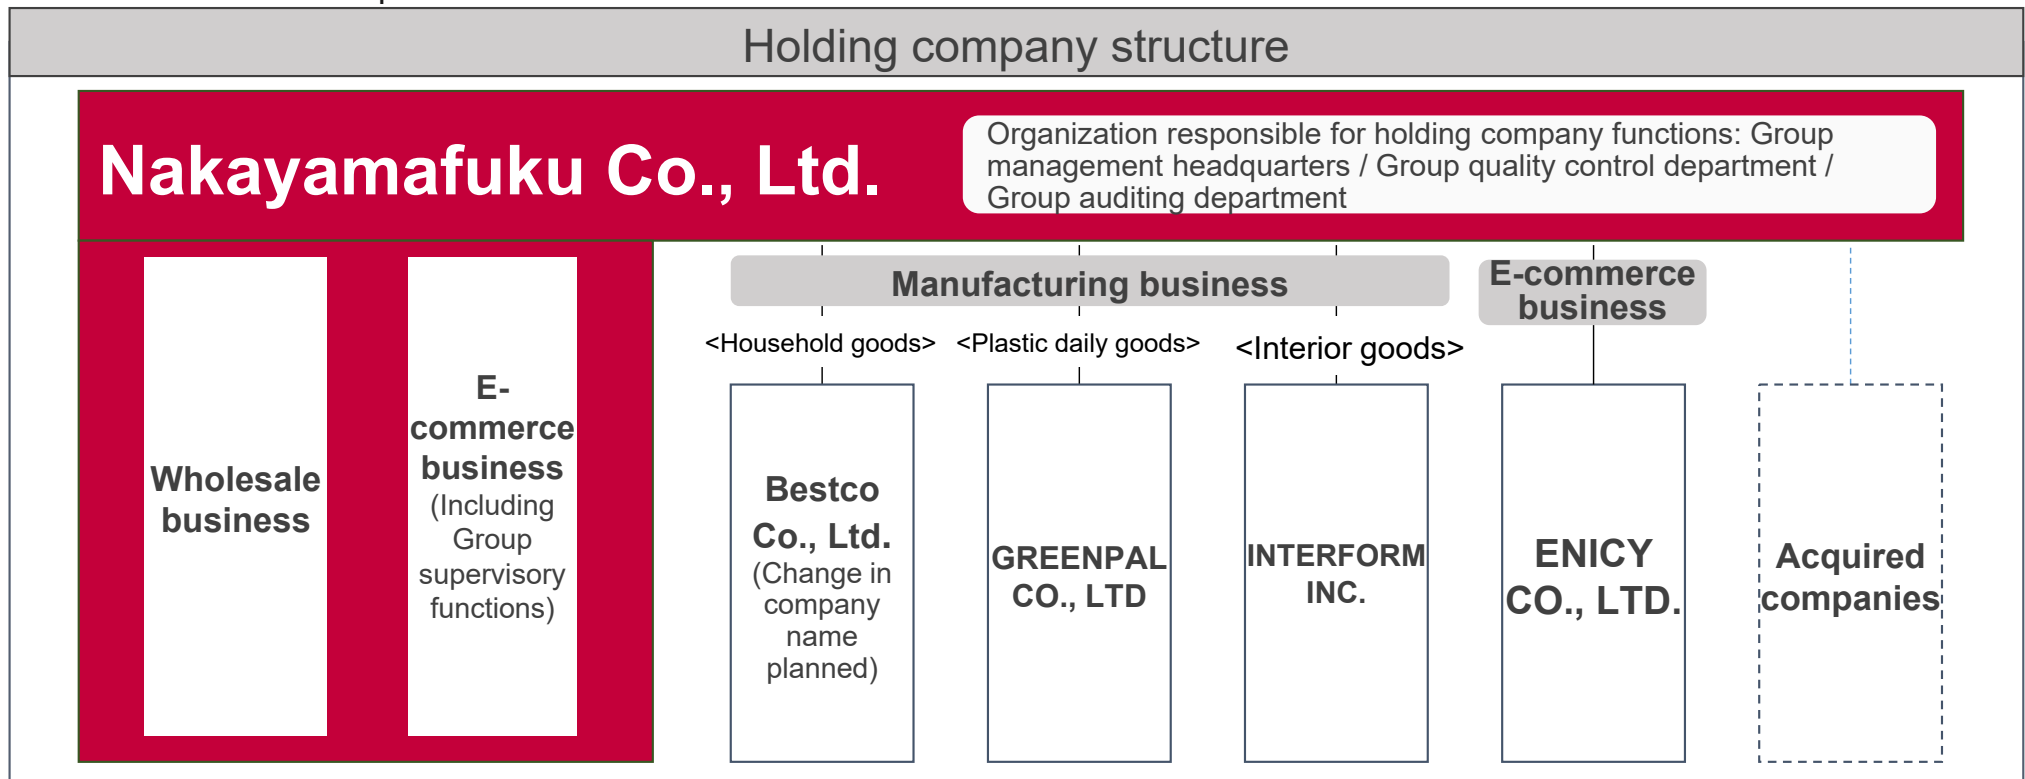 Holding company structure
Nakayamafuku Co., Ltd.
Organization responsible for holding company functions: Group
management headquarters / Group quality control department /
Group auditing department
Wholesale
business
E-
commerce
business
(Including
Group
supervisory
functions)
Manufacturing business
E-commerce
business
<Household goods>
<Plastic daily goods>
<Interior goods>
Bestco
Co., Ltd.
(Change in
company
name
planned)
GREENPAL
CO., LTD
INTERFORM
INC.
ENICY
CO., LTD.
Acquired
companies